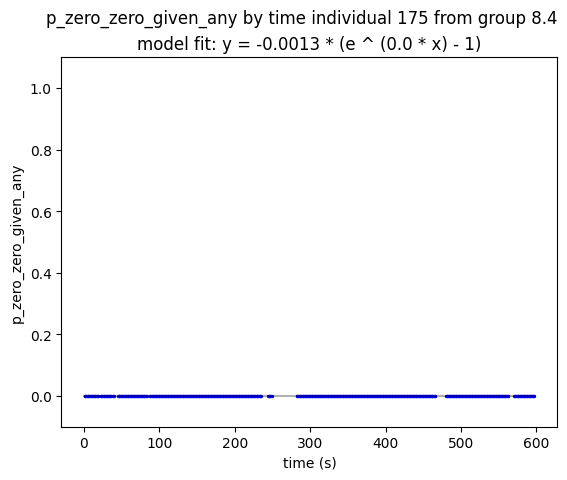 p_zero_zero_given_any by time individual 175 from group 8.4
model fit: y = -0.0013 * (e ^ (0.0 * x) - 1)
p_zero_zero_given_any
1.0
0.8
0.6
0.4
0.2
0.0
0 100 200 300 400 500 600
time (s)